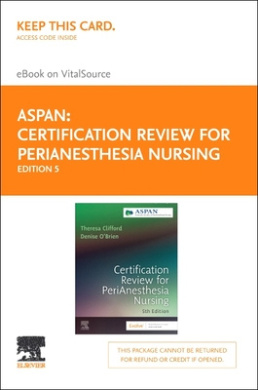 KEEP THIS CARD.
ACCESS CODE INSIDE
eBook on VitalSource
ASPAN:
CERTIFICATION REVIEW FOR
PERIANESTHESIA NURSING
EDITION 5
ASPAN
Theresa Clifford
Denise O'Brien
Certification
Review for
PeriAnesthesia
Nursing
5th Edition
ELSEVIER
THIS PACKAGE CANNOT BE RETURNED
FOR REFUND OR CREDIT IF OPENED.